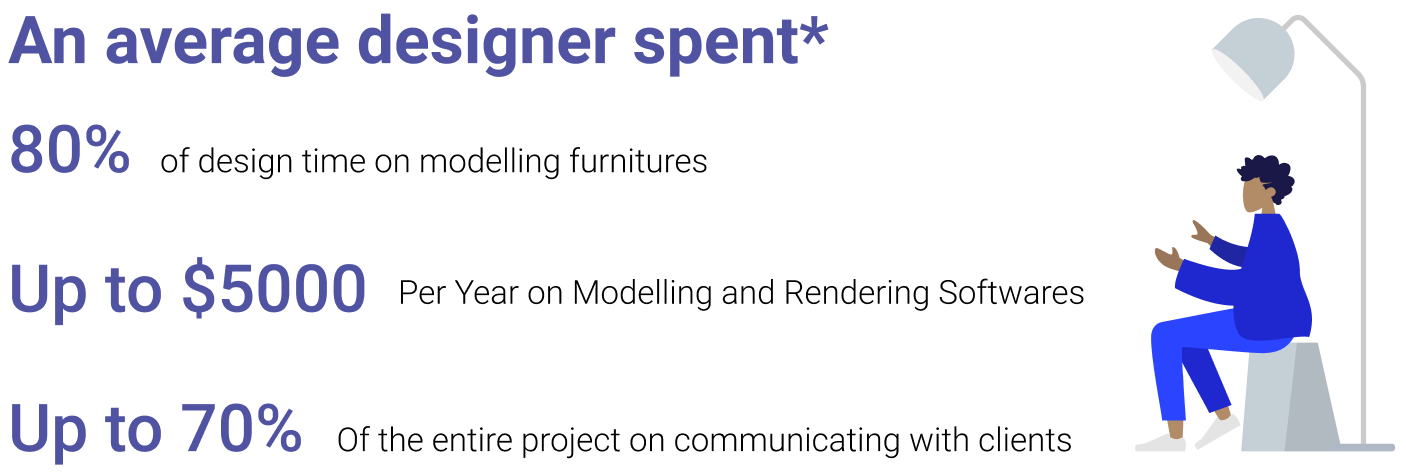 An average designer spent*
80% of design time on modelling furnitures
Up to $5000 Per Year on Modelling and Rendering Softwares
Up to 70% Of the entire project on communicating with clients